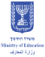 משרד החינוך
Ministry of Education
وزارة المعارف